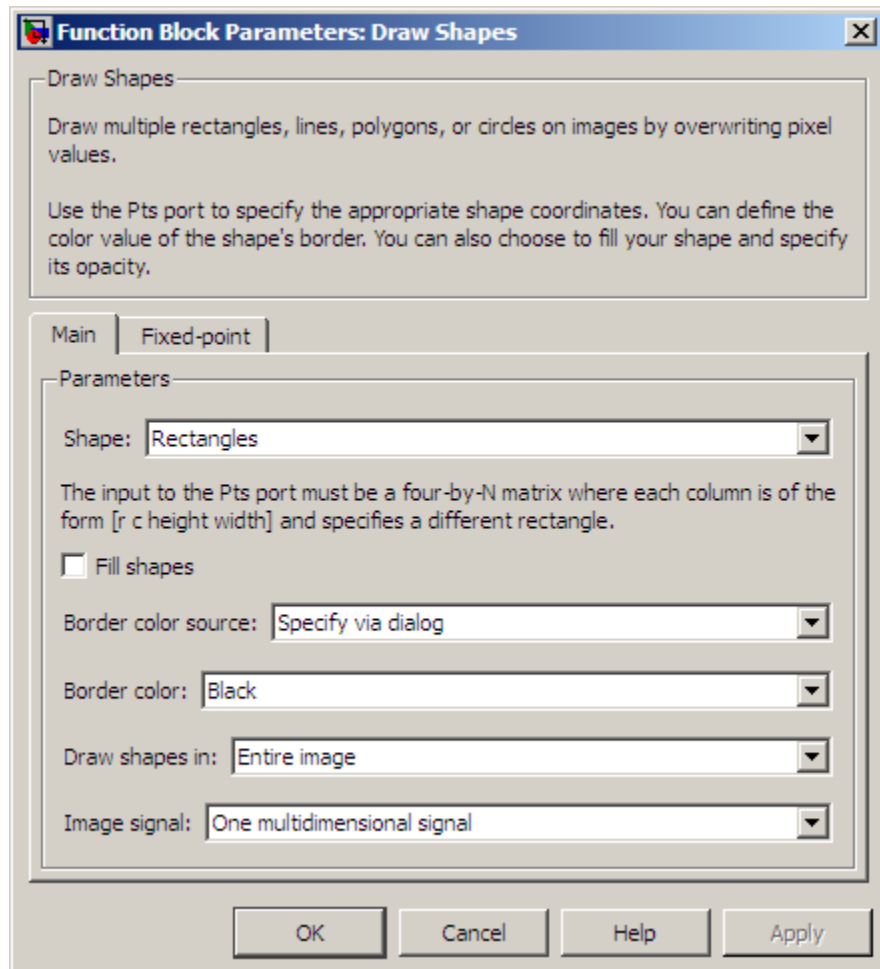 Function Block Parameters: Draw Shapes
Draw Shapes
Draw multiple rectangles, lines, polygons, or circles on images by overwriting pixel
values.
Use the Pts port to specify the appropriate shape coordinates. You can define the
color value of the shape's border. You can also choose to fill your shape and specify
its opacity.
Main Fixed-point
Parameters
Shape: Rectangles
The input to the Pts port must be a four-by-N matrix where each column is of the
form [r c height width] and specifies a different rectangle.
Fill shapes
Border color source: Specify via dialog
Border color: Black
Draw shapes in: Entire image
Image signal: One multidimensional signal
OK Cancel Help Apply